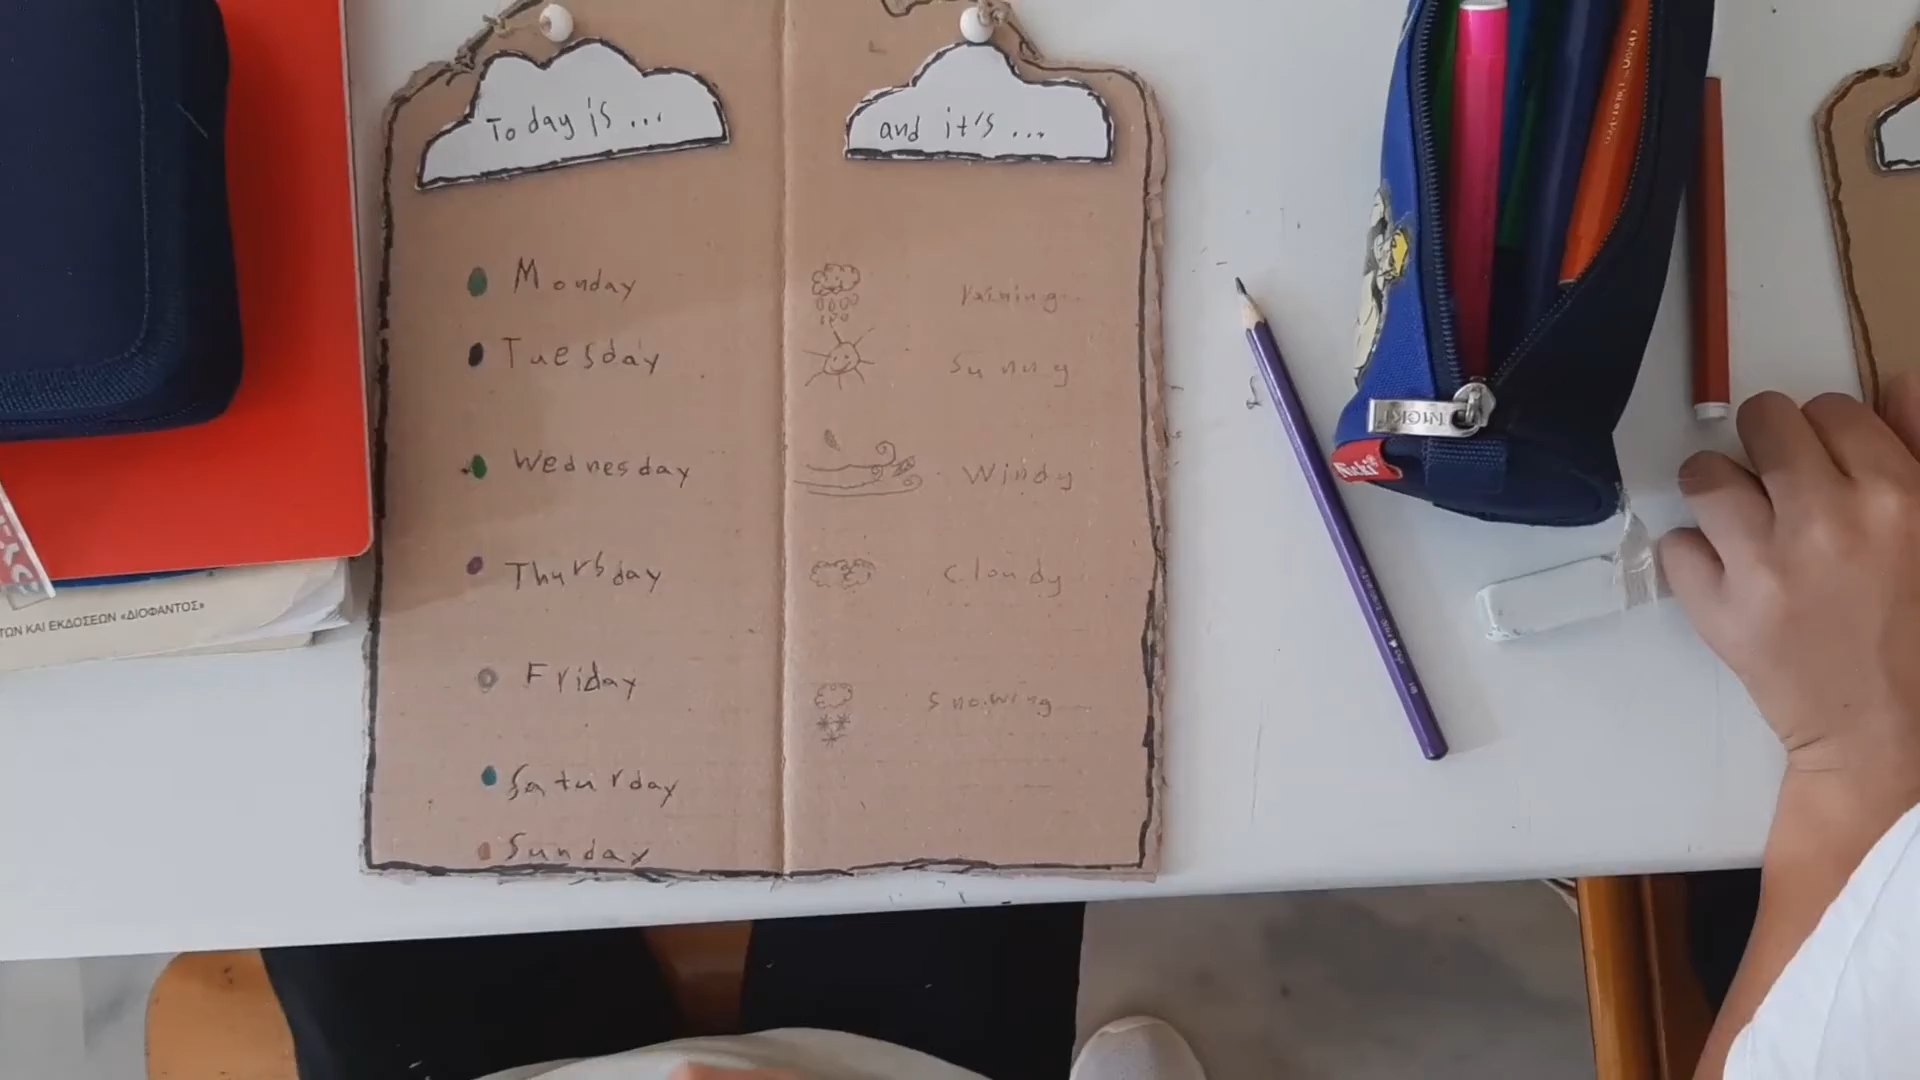 Today is ...
Monday
Tuesday
Wednesday
Thursday
Friday
Saturday
Sunday
and it's ...
raining
Sunny
Windy
cloudy
snowing
Nicki
NICKI
ΤΩΝ ΚΑΙ ΕΚΔΟΣΕΩΝ «ΔΙΟΦΑΝΤΟΣ»